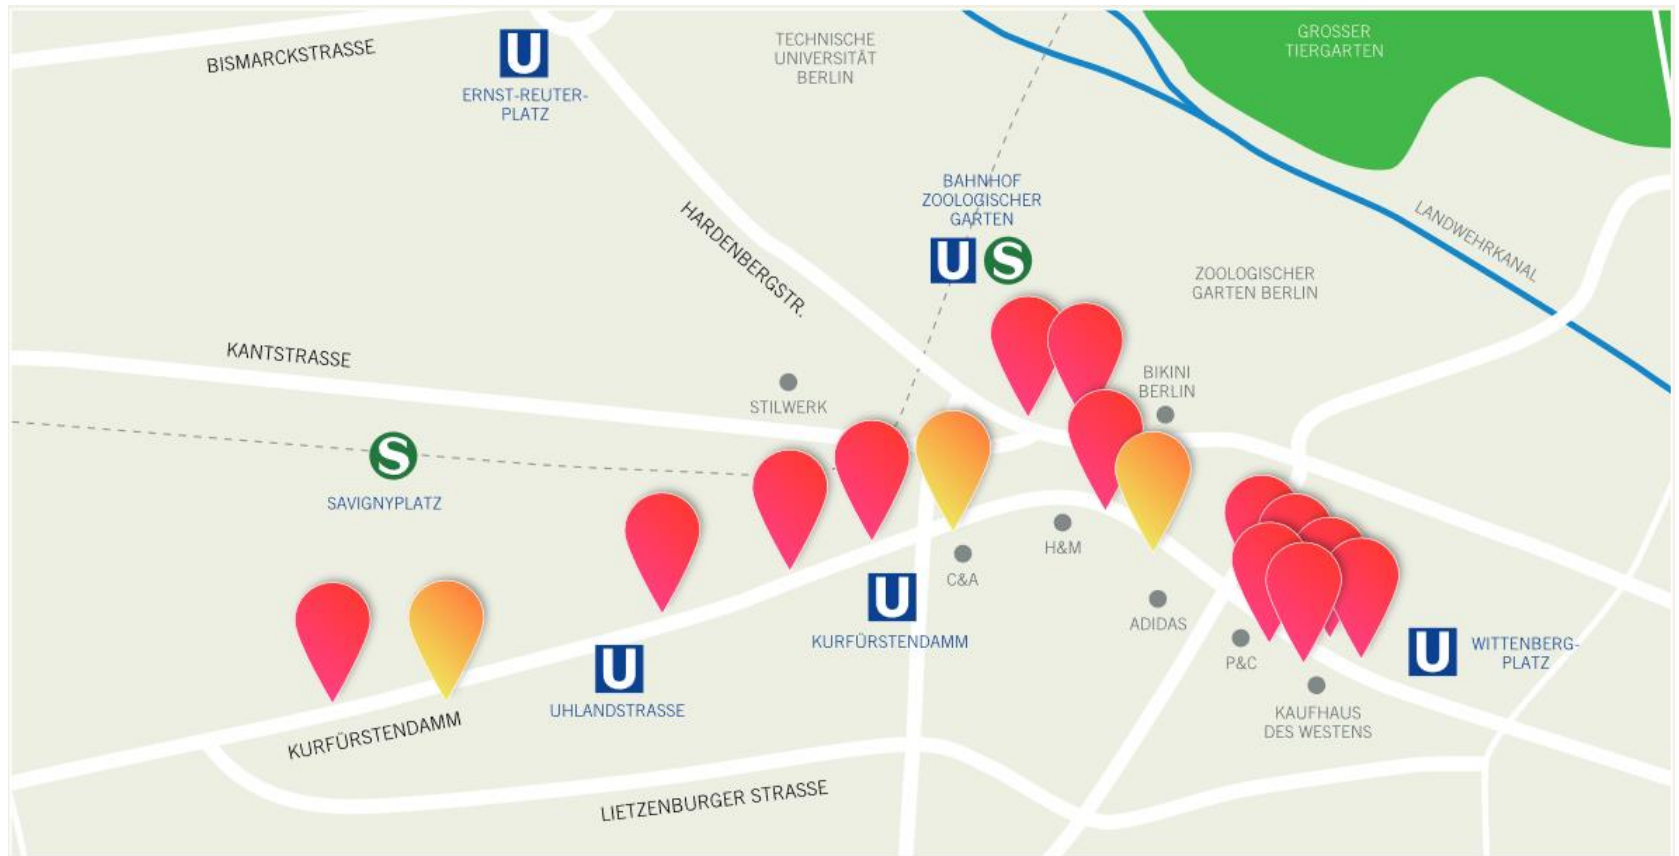 BISMARCKSTRASSE
U
ERNST-REUTER-
PLATZ
TECHNISCHE
UNIVERSITÄT
BERLIN
GROSSER
TIERGARTEN
HARDENBERGSTR.
BAHNHOF
ZOOLOGISCHER
GARTEN
U S
LANDWEHRKANAL
ZOOLOGISCHER
GARTEN BERLIN
KANTSTRASSE
STILWERK
BIKINI
BERLIN
S
SAVIGNYPLATZ
H&M
C&A
U
KURFÜRSTENDAMM
ADIDAS
P&C
U
WITTENBERG-
PLATZ
U
UHLANDSTRASSE
KURFÜRSTENDAMM
KAUFHAUS
DES WESTENS
LIETZENBURGER STRASSE